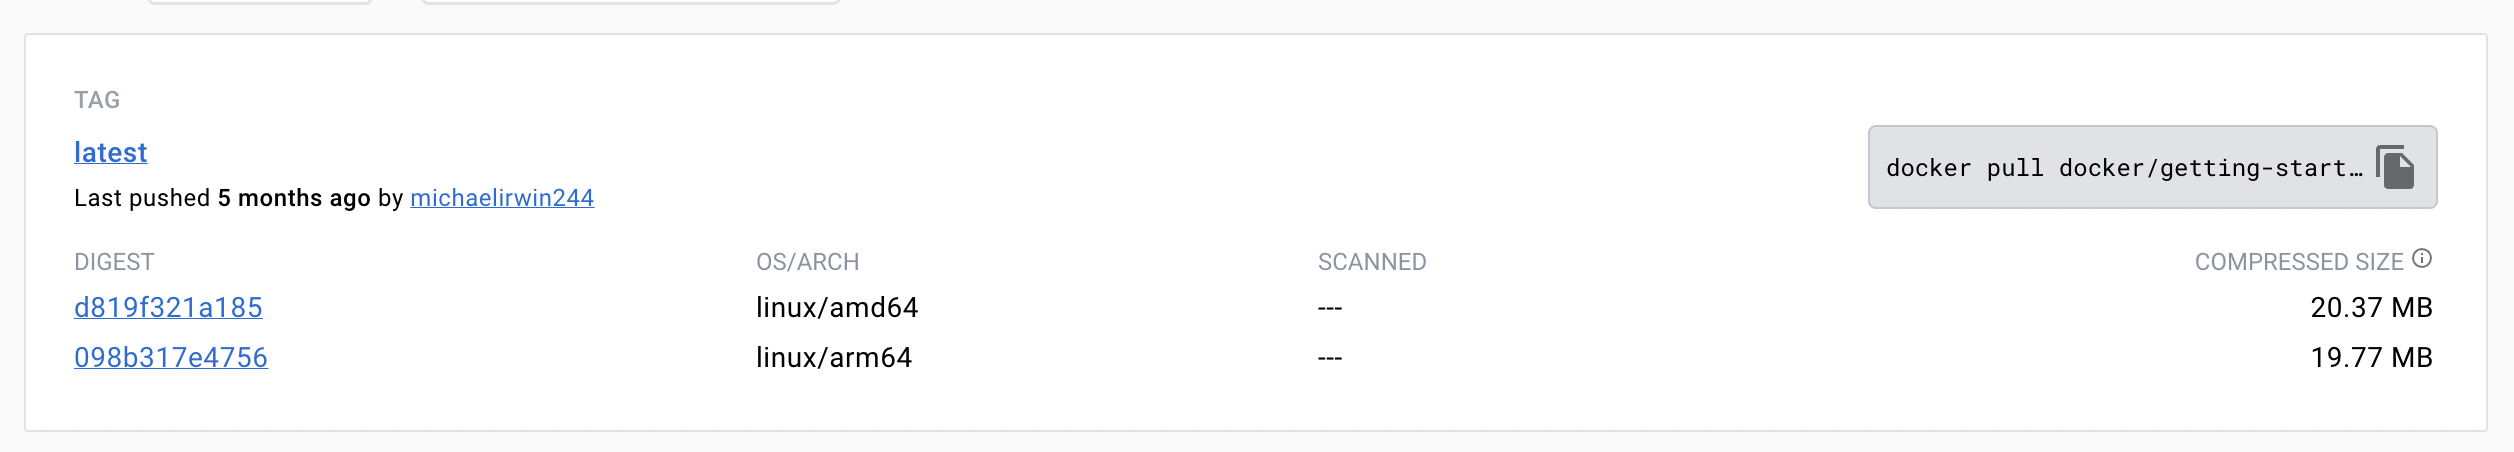 TAG
latest
Last pushed 5 months ago by michaelirwin244
docker pull docker/getting-start…
DIGEST OS/ARCH SCANNED COMPRESSED SIZE
d819f321a185 linux/amd64 --- 20.37 MB
098b317e4756 linux/arm64 --- 19.77 MB